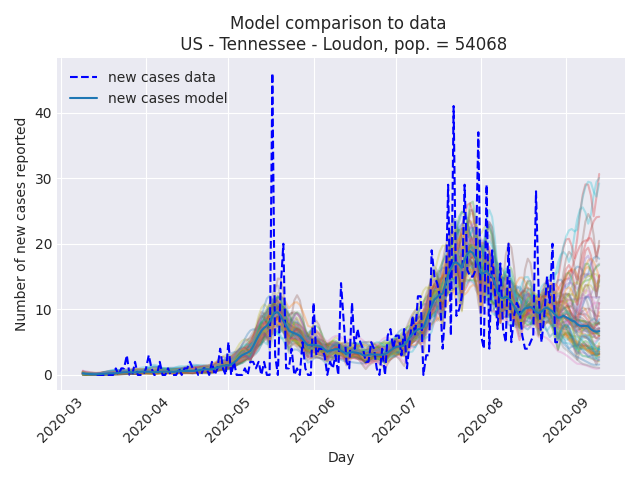 Model comparison to data
US - Tennessee - Loudon, pop. = 54068
new cases data
new cases model
Number of new cases reported
40
30
20
10
0
2020-03
2020-04
2020-05
2020-06
2020-07
2020-08
2020-09
Day